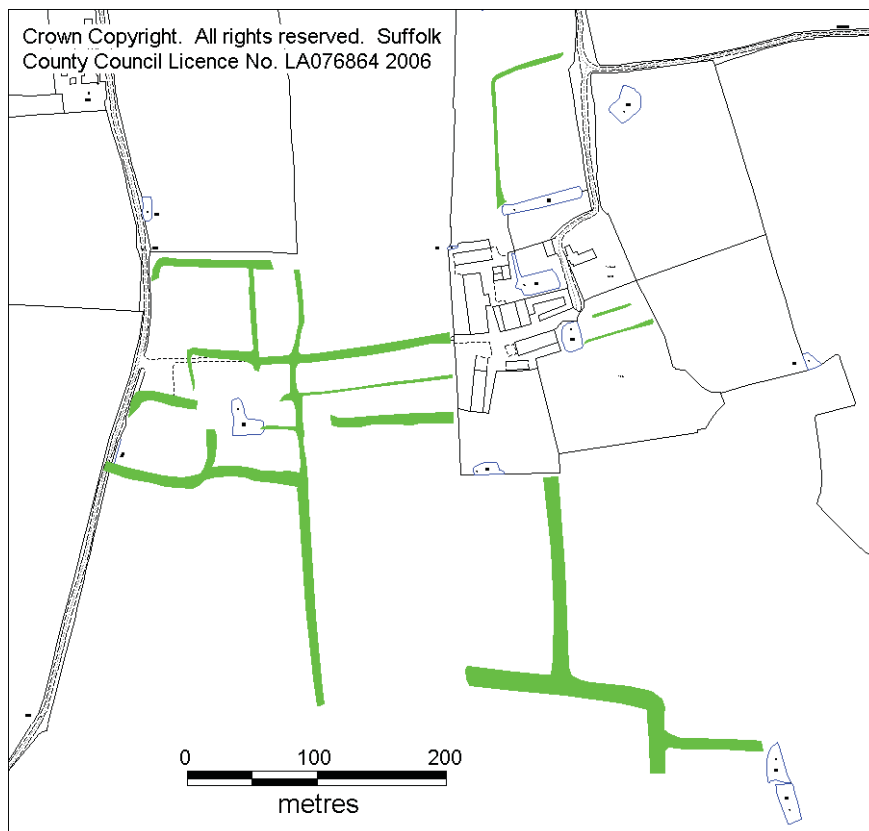 Crown Copyright. All rights reserved. Suffolk
County Council Licence No. LA076864 2006
0 100 200
metres